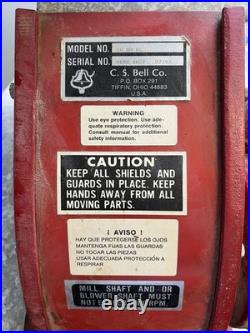 MODEL NO.
SERIAL NO.
C. S. Bell Co.
P.O. BOX 291
TIFFIN, OHIO 44883
U.S.A.
WARNING
Use eye protection. Use ade-
quate respiratory protection.
Consult manual for additional
safety information.
CAUTION
KEEP ALL SHIELDS AND
GUARDS IN PLACE. KEEP
HANDS AWAY FROM ALL
MOVING PARTS.
¡ AVISO !
HAY QUE PROTEGERSE LOS OJOS
MANTENGA FIJAS LAS GUARDAS
NO TOCAR LAS PIEZAS
USAR ADECUADA PROTECCIÓN A
RESPIRAR
MILL SHAFT AND OR
BLOWER SHAFT MUST
NOT RPM.